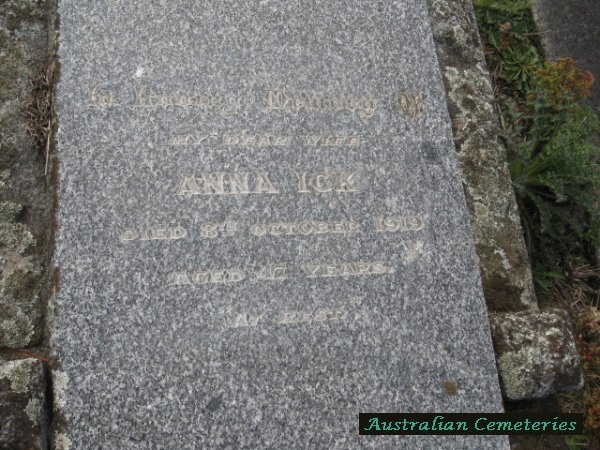 In Loving Memory Of
MY DEAR WIFE
ANNA ICK
DIED 8TH OCTOBER 1919
AGED 47 YEARS.
"AT REST."
Australian Cemeteries